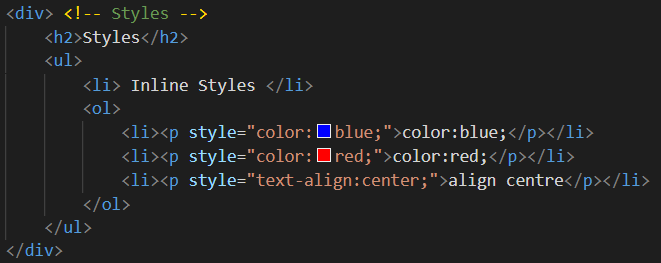 <div> <!-- Styles -->
    <h2>Styles</h2>
    <ul>
        <li> Inline Styles </li>
        <ol>
            <li><p style="color:blue;">color:blue;</p></li>
            <li><p style="color:red;">color:red;</p></li>
            <li><p style="text-align:center;">align centre</p></li>
        </ol>
    </ul>
</div>